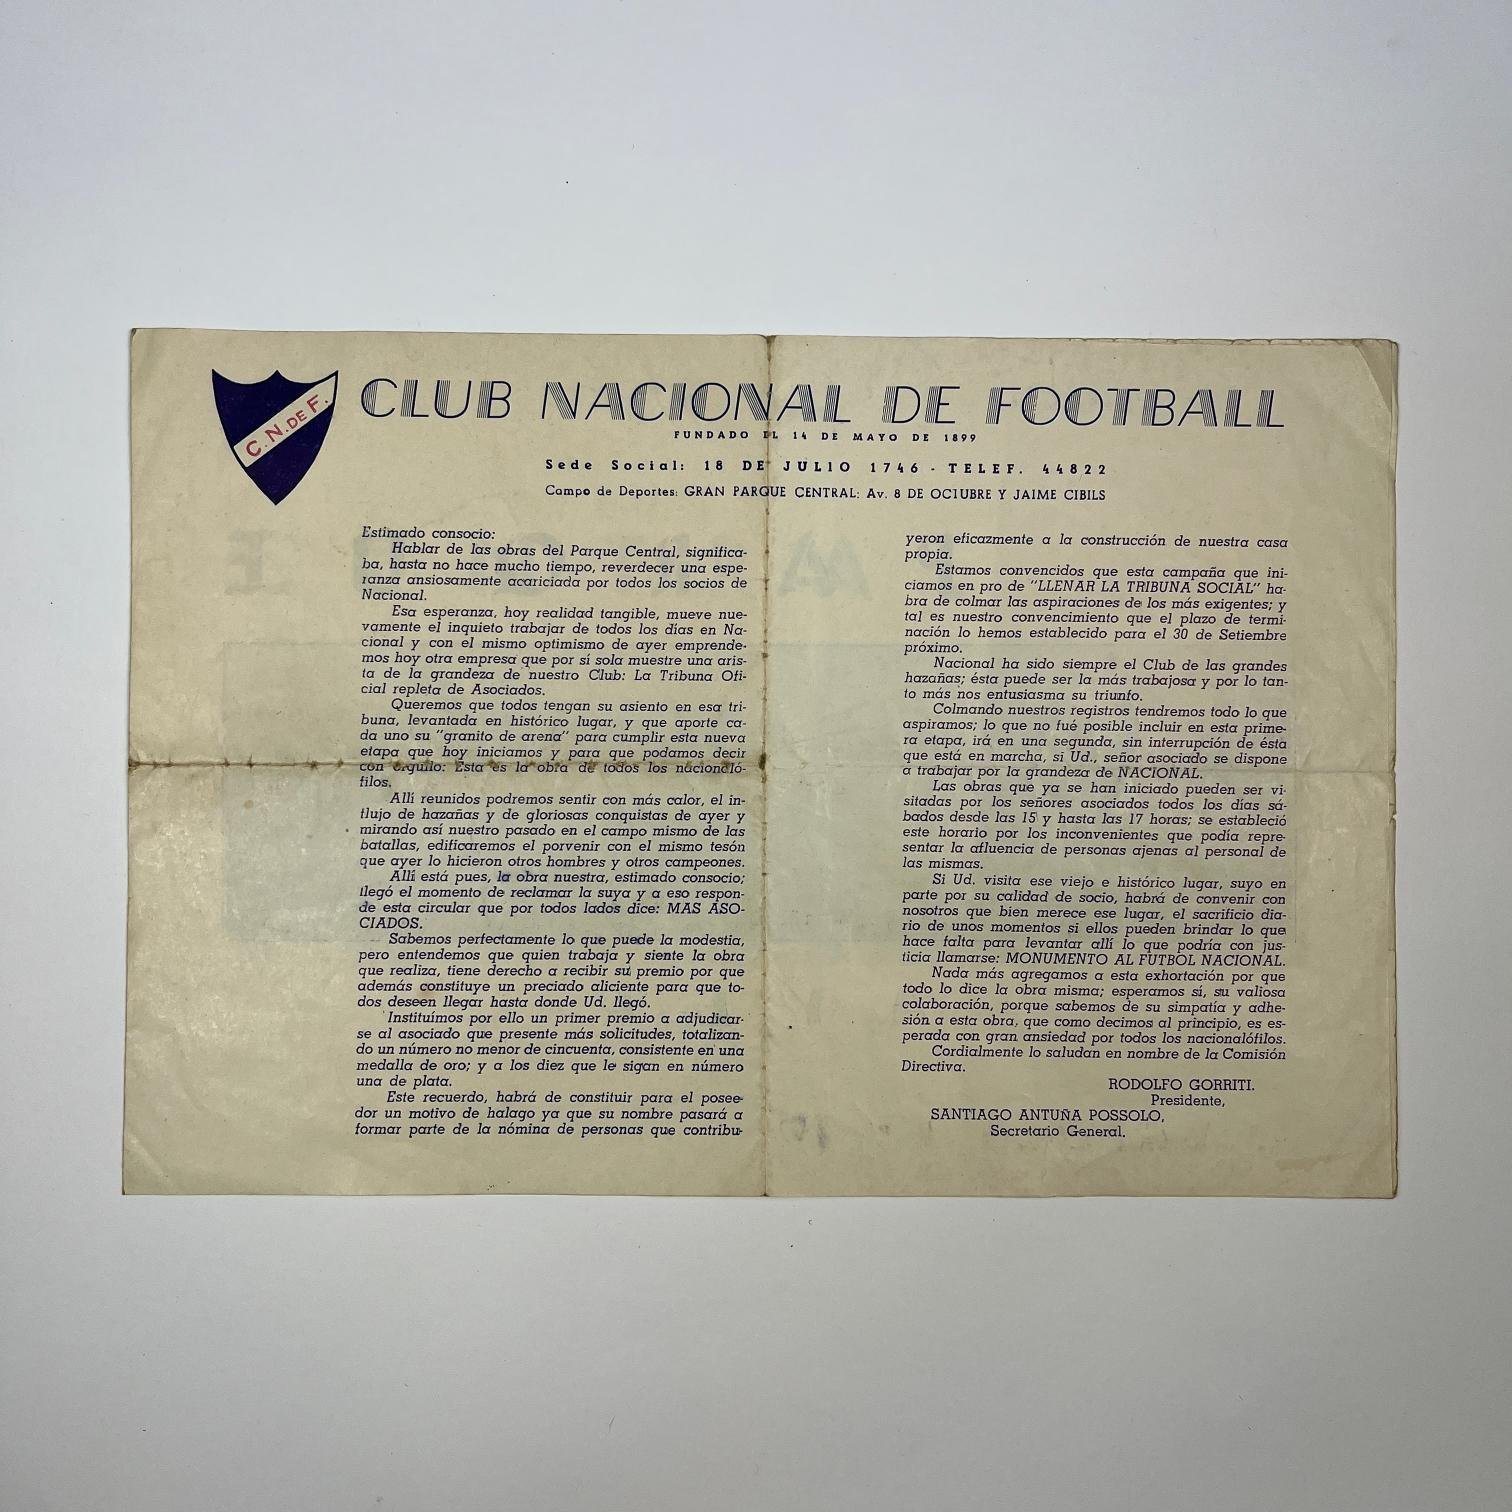 C. N. DE F.
CLUB NACIONAL DE FOOTBALL
FUNDADO EL 14 DE MAYO DE 1899
Sede Social: 18 DE JULIO 1746 - TELEF. 44822
Campo de Deportes: GRAN PARQUE CENTRAL: Av. 8 DE OCTUBRE Y JAIME CIBILS
Estimado consocio:
Hablar de las obras del Parque Central, significa-
ba, hasta no hace mucho tiempo, reverdecer una espe-
ranza ansiosamente acariciada por todos los socios de
Nacional.
Esa esperanza, hoy realidad tangible, mueve nue-
vamente el inquieto trabajar de todos los días en Na-
cional y con el mismo optimismo de ayer emprende-
mos hoy otra empresa que por sí sola muestre una aris-
ta de la grandeza de nuestro Club: La Tribuna Ofi-
cial repleta de Asociados.
Queremos que todos tengan su asiento en esa tri-
buna, levantada en histórico lugar, y que aporte ca-
da uno su "granito de arena" para cumplir esta nueva
etapa que hoy iniciamos y para que podamos decir
con orgullo: Esta es la obra de todos los nacionaló-
filos.
Allí reunidos podremos sentir con más calor, el in-
flujo de hazañas y de gloriosas conquistas de ayer y
mirando así nuestro pasado en el campo mismo de las
batallas, edificaremos el porvenir con el mismo tesón
que ayer lo hicieron otros hombres y otros campeones.
Allí está pues, la obra nuestra, estimado consocio;
llegó el momento de reclamar la suya y a eso respon-
de esta circular que por todos lados dice: MAS ASO-
CIADOS.
Sabemos perfectamente lo que puede la modestia,
pero entendemos que quien trabaja y siente la obra
que realiza, tiene derecho a recibir su premio por que
además constituye un preciado aliciente para que to-
dos deseen llegar hasta donde Ud. llegó.
Instituímos por ello un primer premio a adjudicar-
se al asociado que presente más solicitudes, totalizan-
do un número no menor de cincuenta, consistente en una
medalla de oro; y a los diez que le sigan en número
una de plata.
Este recuerdo, habrá de constituir para el posee-
dor un motivo de halago ya que su nombre pasará a
formar parte de la nómina de personas que contribu-
yeron eficazmente a la construcción de nuestra casa
propia.
Estamos convencidos que esta campaña que ini-
ciamos en pro de "LLENAR LA TRIBUNA SOCIAL" ha-
bra de colmar las aspiraciones de los más exigentes; y
tal es nuestro convencimiento que el plazo de termi-
nación lo hemos establecido para el 30 de Setiembre
próximo.
Nacional ha sido siempre el Club de las grandes
hazañas; ésta puede ser la más trabajosa y por lo tan-
to más nos entusiasma su triunfo.
Colmando nuestros registros tendremos todo lo que
aspiramos; lo que no fué posible incluir en esta prime-
ra etapa, irá en una segunda, sin interrupción de ésta
que está en marcha, si Ud., señor asociado se dispone
a trabajar por la grandeza de NACIONAL.
Las obras que ya se han iniciado pueden ser vi-
sitadas por los señores asociados todos los días sá-
bados desde las 15 y hasta las 17 horas; se estableció
este horario por los inconvenientes que podía repre-
sentar la afluencia de personas ajenas al personal de
las mismas.
Si Ud. visita ese viejo e histórico lugar, suyo en
parte por su calidad de socio, habrá de convenir con
nosotros que bien merece ese lugar, el sacrificio dia-
rio de unos momentos si ellos pueden brindar lo que
hace falta para levantar allí lo que podría con jus-
ticia llamarse: MONUMENTO AL FUTBOL NACIONAL.
Nada más agregamos a esta exhortación por que
todo lo dice la obra misma; esperamos sí, su valiosa
colaboración, porque sabemos de su simpatía y adhe-
sión a esta obra, que como decimos al principio, es es-
perada con gran ansiedad por todos los nacionalófilos.
Cordialmente lo saludan en nombre de la Comisión
Directiva.
RODOLFO GORRITI.
Presidente,
SANTIAGO ANTUÑA POSSOLO,
Secretario General.